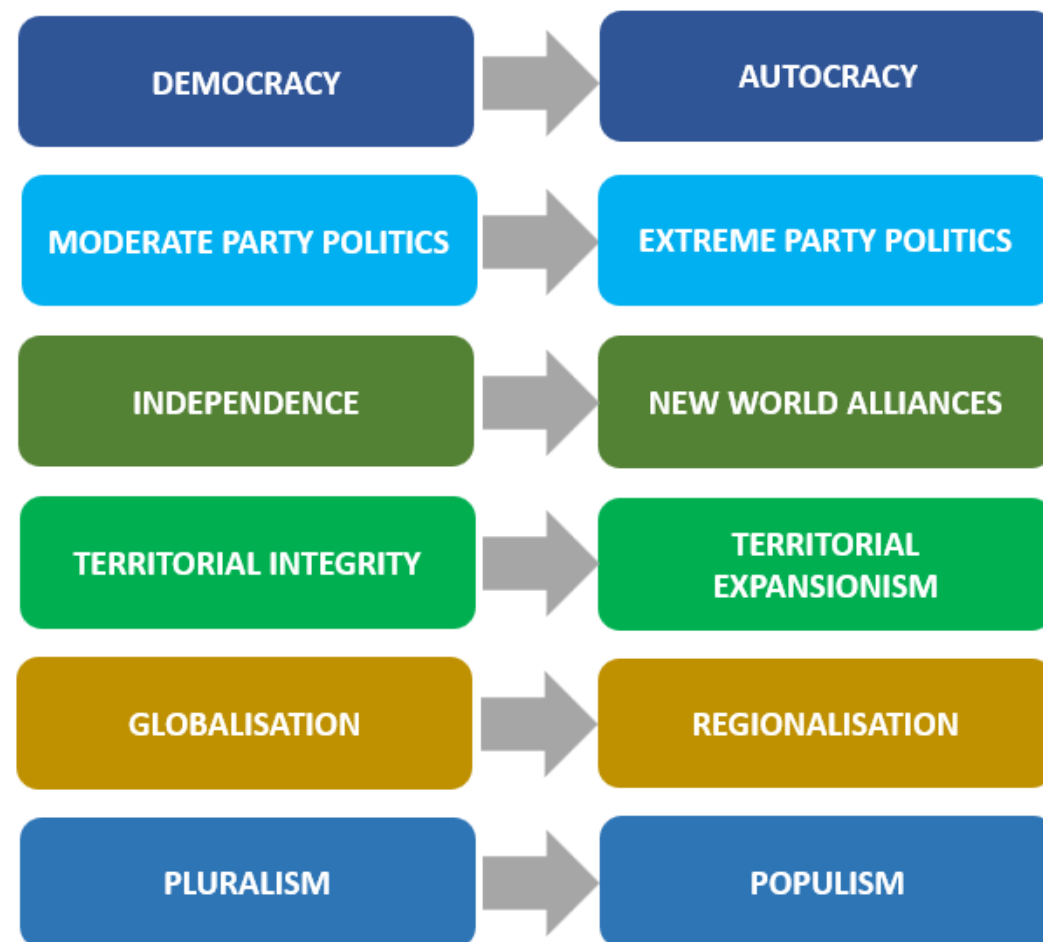 DEMOCRACY
AUTOCRACY
MODERATE PARTY POLITICS
EXTREME PARTY POLITICS
INDEPENDENCE
NEW WORLD ALLIANCES
TERRITORIAL INTEGRITY
TERRITORIAL
EXPANSIONISM
GLOBALISATION
REGIONALISATION
PLURALISM
POPULISM